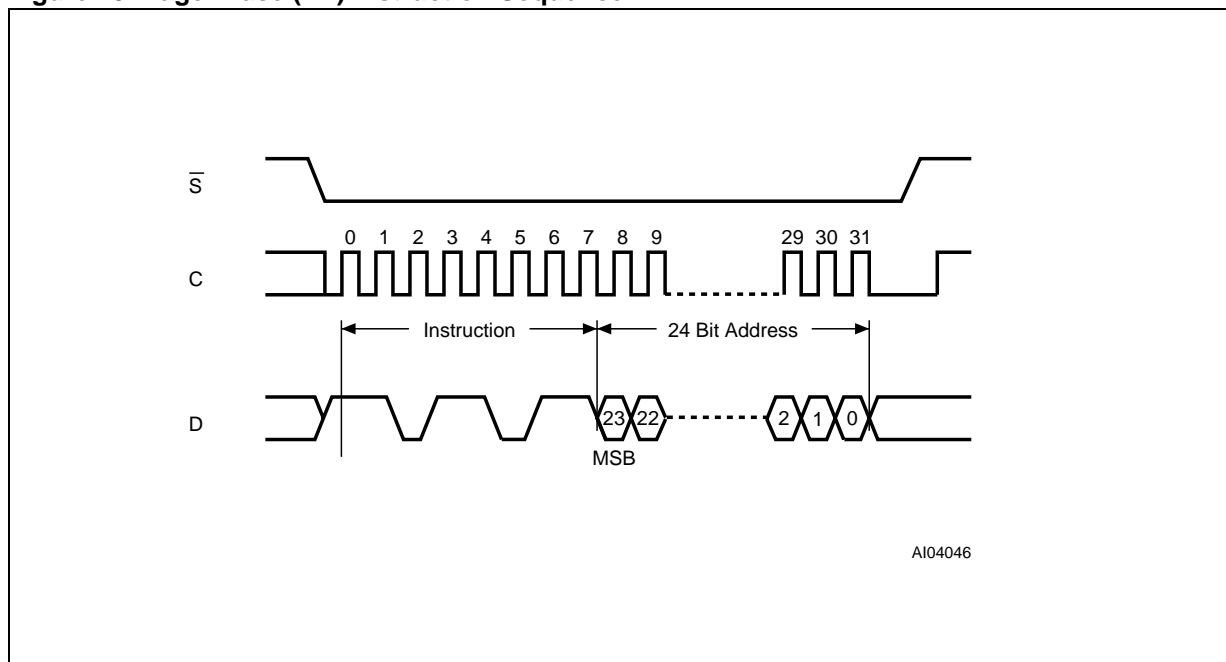 S̅
0 1 2 3 4 5 6 7 8 9 29 30 31
C
Instruction 24 Bit Address
D 23 22 2 1 0
MSB
AI04046